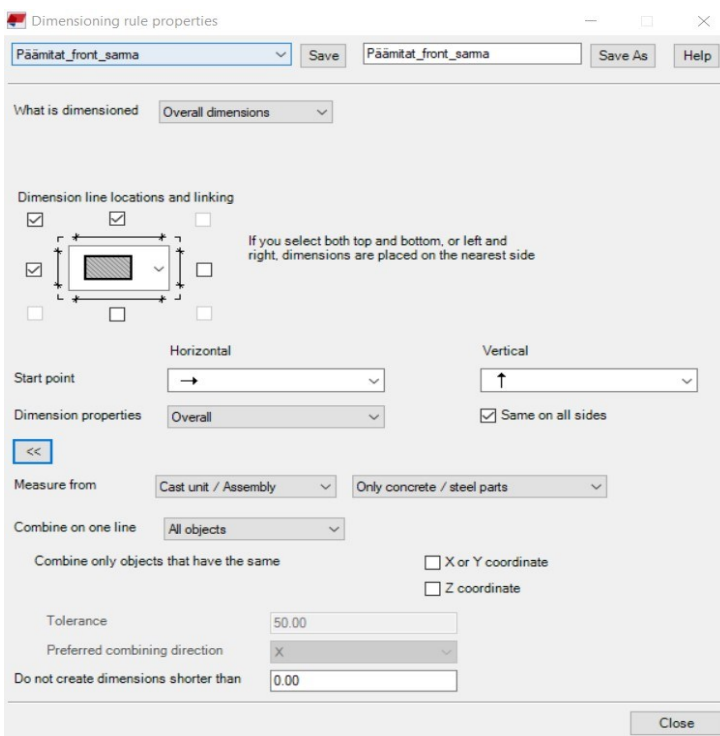 Dimensioning rule properties
Päämitat_front_sarma Save Päämitat_front_sarma Save As Help
What is dimensioned Overall dimensions
Dimension line locations and linking
If you select both top and bottom, or left and
right, dimensions are placed on the nearest side
Horizontal Vertical
Start point
Dimension properties Overall Same on all sides
<<
Measure from Cast unit / Assembly Only concrete / steel parts
Combine on one line All objects
Combine only objects that have the same X or Y coordinate
Z coordinate
Tolerance 50.00
Preferred combining direction X
Do not create dimensions shorter than 0.00
Close